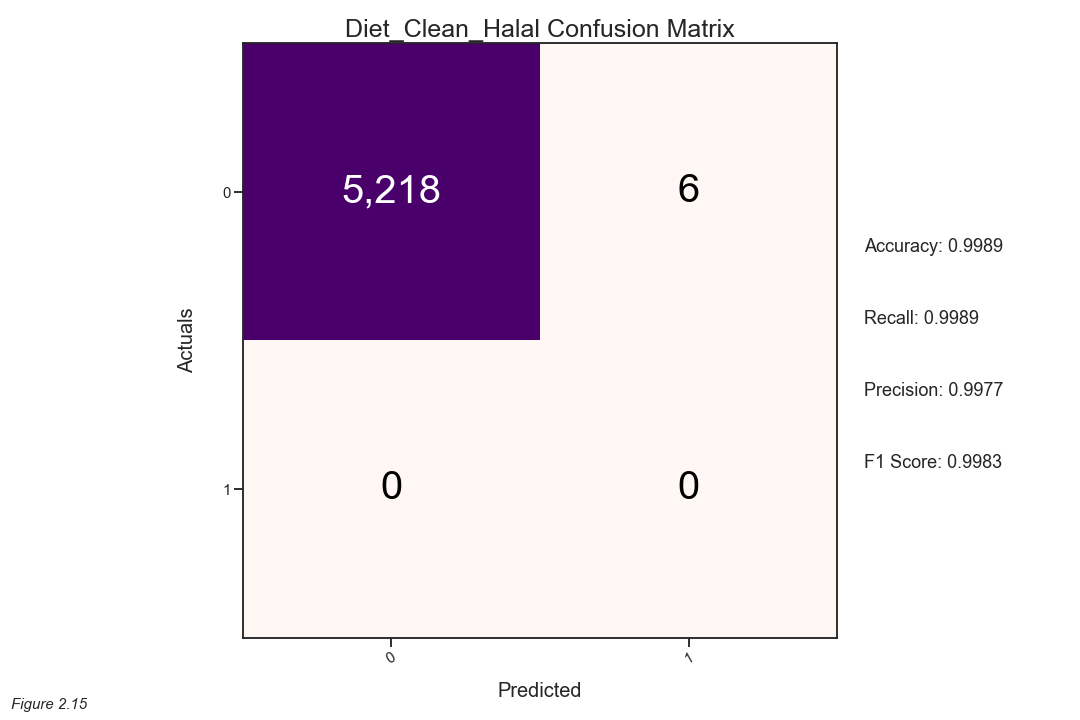 Diet_Clean_Halal Confusion Matrix
5,218
6
0
Accuracy: 0.9989
Recall: 0.9989
Actuals
Precision: 0.9977
F1 Score: 0.9983
0
0
1
0
1
Predicted
Figure 2.15